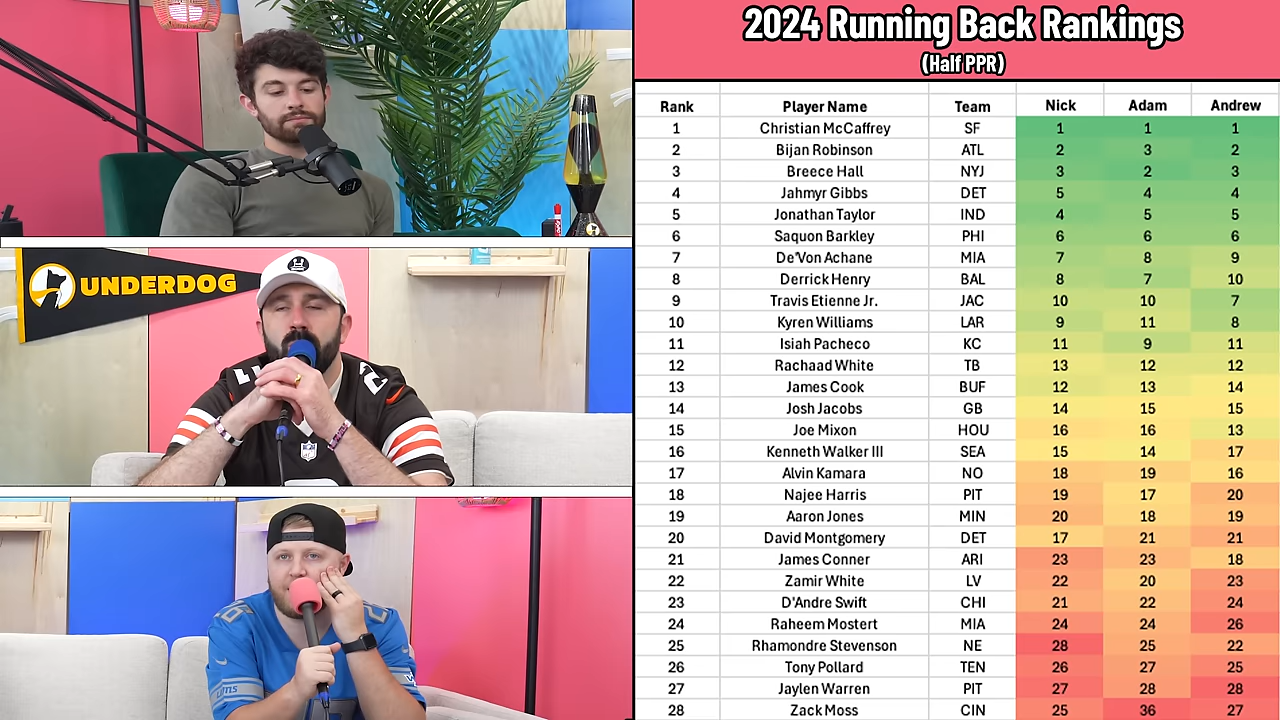 UNDERDOG
2024 Running Back Rankings
(Half PPR)
Rank Player Name Team Nick Adam Andrew
1 Christian McCaffrey SF 1 1 1
2 Bijan Robinson ATL 2 3 2
3 Breece Hall NYJ 3 2 3
4 Jahmyr Gibbs DET 5 4 4
5 Jonathan Taylor IND 4 5 5
6 Saquon Barkley PHI 6 6 6
7 De'Von Achane MIA 7 8 9
8 Derrick Henry BAL 8 7 10
9 Travis Etienne Jr. JAC 10 10 7
10 Kyren Williams LAR 9 11 8
11 Isiah Pacheco KC 11 9 11
12 Rachaad White TB 13 12 12
13 James Cook BUF 12 13 14
14 Josh Jacobs GB 14 15 15
15 Joe Mixon HOU 16 16 13
16 Kenneth Walker III SEA 15 14 17
17 Alvin Kamara NO 18 19 16
18 Najee Harris PIT 19 17 20
19 Aaron Jones MIN 20 18 19
20 David Montgomery DET 17 21 21
21 James Conner ARI 23 23 18
22 Zamir White LV 22 20 23
23 D'Andre Swift CHI 21 22 24
24 Raheem Mostert MIA 24 24 26
25 Rhamondre Stevenson NE 28 25 22
26 Tony Pollard TEN 26 27 25
27 Jaylen Warren PIT 27 28 28
28 Zack Moss CIN 25 36 27